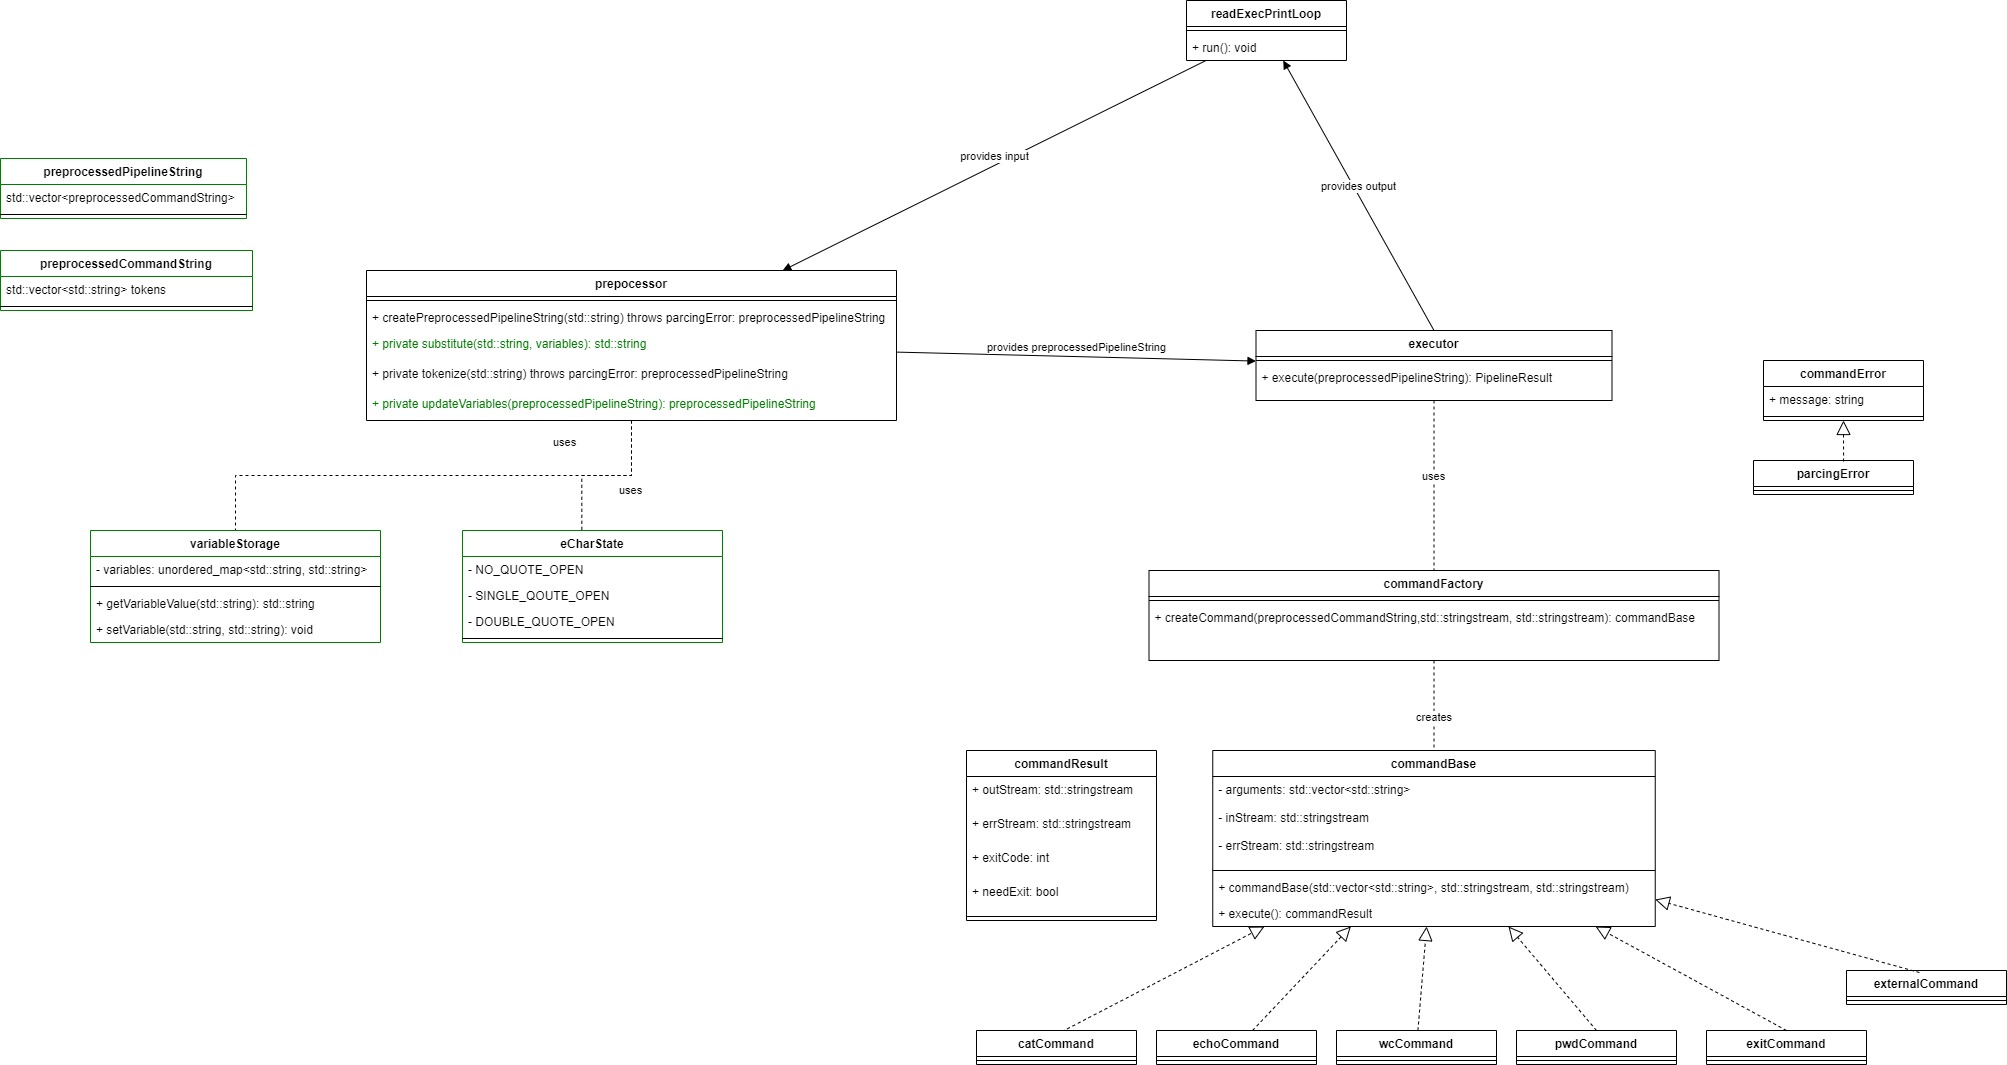 readExecPrintLoop
+ run(): void
provides input
provides output
preprocessedPipelineString
std::vector<preprocessedCommandString>
preprocessedCommandString
std::vector<std::string> tokens
prepocessor
+ createPreprocessedPipelineString(std::string) throws parcingError: preprocessedPipelineString
+ private substitute(std::string, variables): std::string
+ private tokenize(std::string) throws parcingError: preprocessedPipelineString
+ private updateVariables(preprocessedPipelineString): preprocessedPipelineString
provides preprocessedPipelineString
executor
+ execute(preprocessedPipelineString): PipelineResult
commandError
+ message: string
parcingError
uses
uses
uses
variableStorage
- variables: unordered_map<std::string, std::string>
+ getVariableValue(std::string): std::string
+ setVariable(std::string, std::string): void
eCharState
- NO_QUOTE_OPEN
- SINGLE_QOUTE_OPEN
- DOUBLE_QUOTE_OPEN
commandFactory
+ createCommand(preprocessedCommandString,std::stringstream, std::stringstream): commandBase
creates
commandResult
+ outStream: std::stringstream
+ errStream: std::stringstream
+ exitCode: int
+ needExit: bool
commandBase
- arguments: std::vector<std::string>
- inStream: std::stringstream
- errStream: std::stringstream
+ commandBase(std::vector<std::string>, std::stringstream, std::stringstream)
+ execute(): commandResult
externalCommand
catCommand
echoCommand
wcCommand
pwdCommand
exitCommand